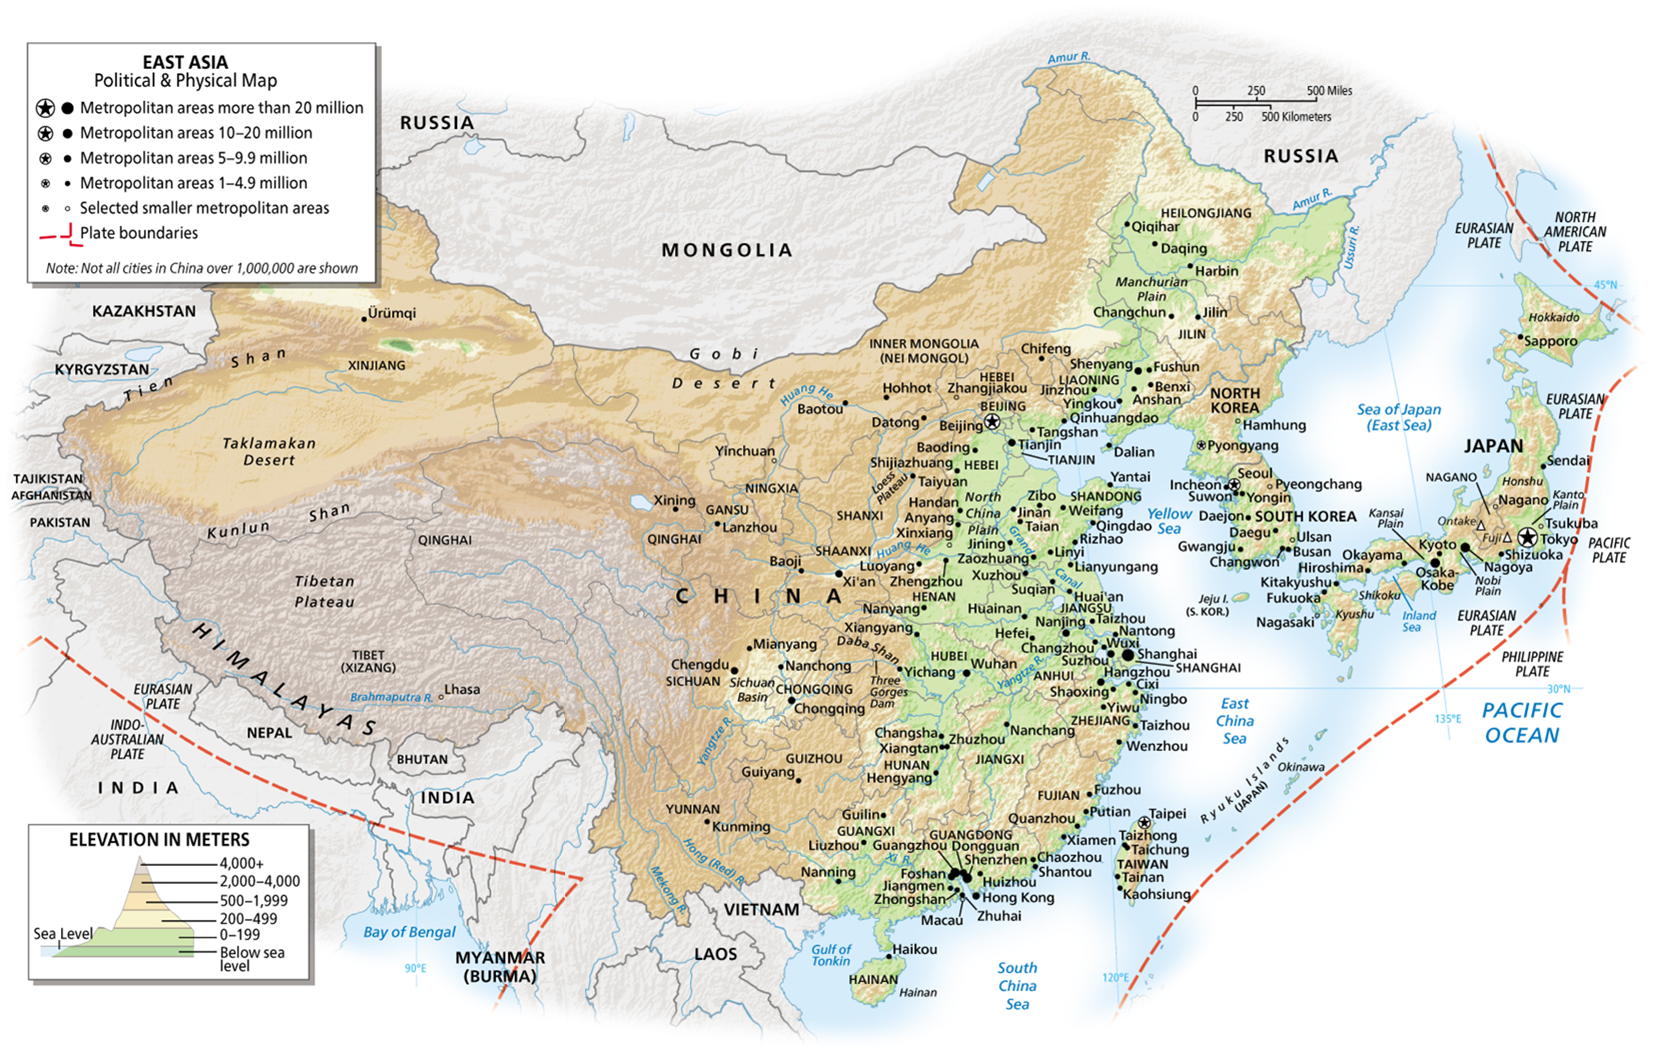 EAST ASIA
Political & Physical Map
Metropolitan areas more than 20 million
Metropolitan areas 10–20 million
Metropolitan areas 5–9.9 million
Metropolitan areas 1–4.9 million
Selected smaller metropolitan areas
Plate boundaries
Note: Not all cities in China over 1,000,000 are shown
0 250 500 Miles
0 250 500 Kilometers
RUSSIA
RUSSIA
Amur R.
Amur R.
Ussuri R.
MONGOLIA
KAZAKHSTAN
KYRGYZSTAN
TAJIKISTAN
AFGHANISTAN
PAKISTAN
Ürümqi
XINJIANG
Tien Shan
Taklamakan
Desert
Kunlun Shan
Gobi
Desert
INNER MONGOLIA
(NEI MONGOL)
HEILONGJIANG
Qiqihar
Daqing
Harbin
Manchurian
Plain
Changchun
Jilin
JILIN
Chifeng
Shenyang
Fushun
LIAONING
Benxi
Jinzhou
Anshan
Yingkou
Qinhuangdao
HEBEI
Zhangjiakou
Hohhot
Huang He
Baotou
BEIJING
Beijing
Datong
Tangshan
Tianjin
TIANJIN
Dalian
Baoding
Shijiazhuang
HEBEI
Taiyuan
Loess
Plateau
Yinchuan
NINGXIA
Xining
GANSU
Lanzhou
QINGHAI
QINGHAI
SHANXI
SHAANXI
Handan
Anyang
Xinxiang
North
China
Plain
Zibo
Jinan
Taian
SHANDONG
Weifang
Yantai
Qingdao
Rizhao
Jining
Grand
Canal
Linyi
Zaozhuang
Lianyungang
Xuzhou
Suqian
Huai'an
JIANGSU
Huang He
Luoyang
Zhengzhou
HENAN
Baoji
Xi'an
CHINA
Nanyang
Huainan
Nanjing
Taizhou
Nantong
Hefei
Changzhou
Wuxi
Suzhou
Shanghai
SHANGHAI
Xiangyang
Daba Shan
HUBEI
Wuhan
Yichang
Three
Gorges
Dam
Yangtze R.
ANHUI
Hangzhou
Cixi
Shaoxing
Ningbo
Yiwu
ZHEJIANG
Taizhou
Wenzhou
Mianyang
Chengdu
SICHUAN
Nanchong
Sichuan
Basin
CHONGQING
Chongqing
Tibetan
Plateau
TIBET
(XIZANG)
Brahmaputra R.
Lhasa
HIMALAYAS
Yangtze R.
Changsha
Xiangtan
Zhuzhou
HUNAN
Hengyang
Nanchang
JIANGXI
GUIZHOU
Guiyang
YUNNAN
Kunming
Hong (Red) R.
Mekong R.
Guilin
GUANGXI
Liuzhou
Nanning
FUJIAN
Fuzhou
Putian
Quanzhou
Xiamen
GUANGDONG
Guangzhou
Dongguan
Xi R.
Shenzhen
Chaozhou
Shantou
Foshan
Jiangmen
Zhongshan
Huizhou
Hong Kong
Zhuhai
Macau
Taipei
Taizhong
Taichung
TAIWAN
Tainan
Kaohsiung
Haikou
HAINAN
Hainan
Gulf of
Tonkin
South
China
Sea
120°E
NEPAL
BHUTAN
INDIA
INDIA
EURASIAN
PLATE
INDO-
AUSTRALIAN
PLATE
Bay of Bengal
90°E
MYANMAR
(BURMA)
LAOS
VIETNAM
NORTH
KOREA
Hamhung
Pyongyang
Seoul
Incheon
Suwon
Yongin
Pyeongchang
SOUTH KOREA
Daejon
Daegu
Ulsan
Gwangju
Busan
Changwon
Jeju I.
(S. KOR.)
Yellow
Sea
East
China
Sea
Sea of Japan
(East Sea)
JAPAN
Hokkaido
Sapporo
Sendai
Honshu
NAGANO
Nagano
Kanto
Plain
Kansai
Plain
Ontake
Fuji
Tsukuba
Tokyo
Kyoto
Shizuoka
Nagoya
Okayama
Hiroshima
Osaka-
Kobe
Nobi
Plain
Kitakyushu
Fukuoka
Shikoku
Inland
Sea
Nagasaki
Kyushu
Ryuku Islands
(JAPAN)
Okinawa
EURASIAN
PLATE
NORTH
AMERICAN
PLATE
45°N
EURASIAN
PLATE
PACIFIC
PLATE
EURASIAN
PLATE
PHILIPPINE
PLATE
30°N
135°E
PACIFIC
OCEAN
ELEVATION IN METERS
4,000+
2,000–4,000
500–1,999
200–499
0–199
Below sea
level
Sea Level